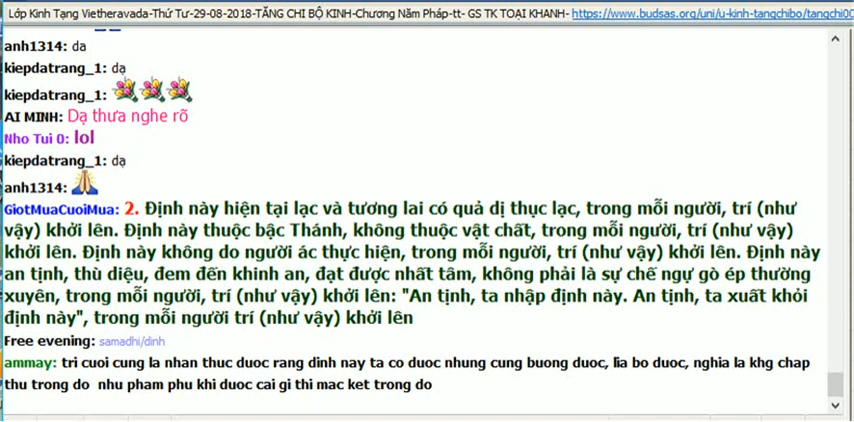 Lớp Kinh Tạng Vietheravada-Thứ Tư-29-08-2018-TĂNG CHI BỘ KINH-Chương Năm Pháp-tt- GS TK TOẠI KHANH- https://www.budsas.org/uni/u-kinh-tangchibo/tangchi0
anh1314: da
kiepdatrang_1: dạ
kiepdatrang_1:
AI MINH: Dạ thưa nghe rõ
Nho Tui 0: lol
kiepdatrang_1: dạ
anh1314:
GiotMuaCuoiMua: 2. Định này hiện tại lạc và tương lai có quả dị thục lạc, trong mỗi người, trí (như
vậy) khởi lên. Định này thuộc bậc Thánh, không thuộc vật chất, trong mỗi người, trí (như vậy)
khởi lên. Định này không do người ác thực hiện, trong mỗi người, trí (như vậy) khởi lên. Định này
an tịnh, thù diệu, đem đến khinh an, đạt được nhất tâm, không phải là sự chế ngự gò ép thường
xuyên, trong mỗi người, trí (như vậy) khởi lên: "An tịnh, ta nhập định này. An tịnh, ta xuất khỏi
định này", trong mỗi người trí (như vậy) khởi lên
Free evening: samadhi/dinh
ammay: tri cuoi cung la nhan thuc duoc rang dinh nay ta co duoc nhung cung buong duoc, lia bo duoc, nghia la khg chap
thu trong do nhu pham phu khi duoc cai gi thi mac ket trong do